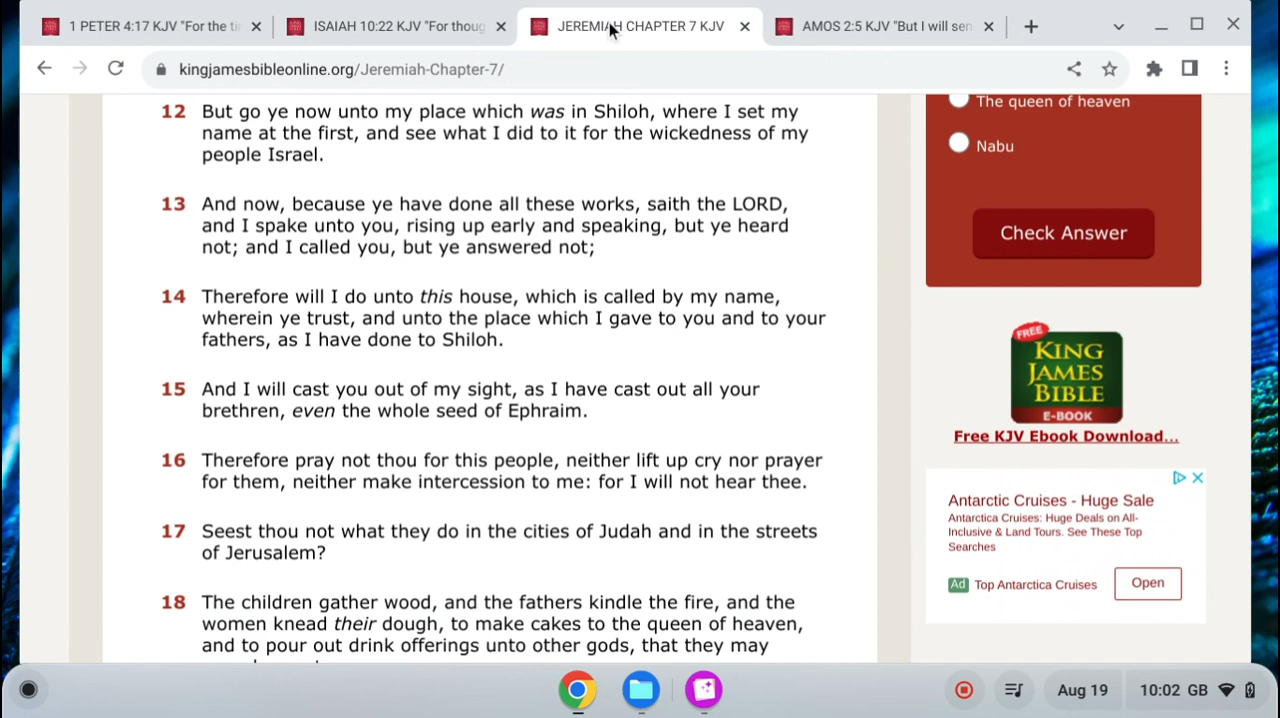 1 PETER 4:17 KJV "For the ti
ISAIAH 10:22 KJV "For thoug
JEREMIAH CHAPTER 7 KJV
AMOS 2:5 KJV "But I will sen
kingjamesbibleonline.org/Jeremiah-Chapter-7/
12 But go ye now unto my place which was in Shiloh, where I set my
name at the first, and see what I did to it for the wickedness of my
people Israel.
13 And now, because ye have done all these works, saith the LORD,
and I spake unto you, rising up early and speaking, but ye heard
not; and I called you, but ye answered not;
14 Therefore will I do unto this house, which is called by my name,
wherein ye trust, and unto the place which I gave to you and to your
fathers, as I have done to Shiloh.
15 And I will cast you out of my sight, as I have cast out all your
brethren, even the whole seed of Ephraim.
16 Therefore pray not thou for this people, neither lift up cry nor prayer
for them, neither make intercession to me: for I will not hear thee.
17 Seest thou not what they do in the cities of Judah and in the streets
of Jerusalem?
18 The children gather wood, and the fathers kindle the fire, and the
women knead their dough, to make cakes to the queen of heaven,
and to pour out drink offerings unto other gods, that they may
The queen of heaven
Nabu
Check Answer
FREE
KING
JAMES
BIBLE
E-BOOK
Free KJV Ebook Download...
Antarctic Cruises - Huge Sale
Antarctica Cruises: Huge Deals on All-
Inclusive & Land Tours. See These Top
Searches
Ad Top Antarctica Cruises
Open
Aug 19
10:02 GB